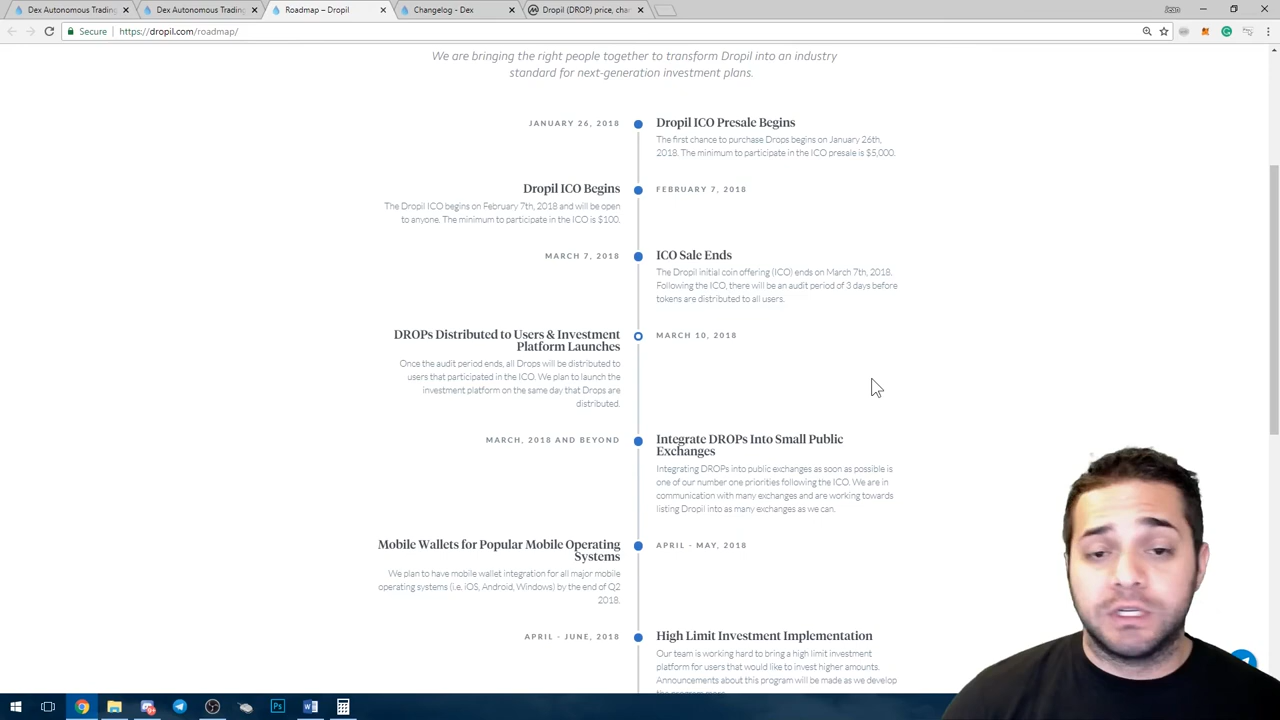 Dex Autonomous Trading
Dex Autonomous Trading
Roadmap – Dropil
Changelog - Dex
Dropil (DROP) price, cha
Secure
https://dropil.com/roadmap/
We are bringing the right people together to transform Dropil into an industry
standard for next-generation investment plans.
JANUARY 26, 2018
Dropil ICO Presale Begins
The first chance to purchase Drops begins on January 26th,
2018. The minimum to participate in the ICO presale is $5,000.
Dropil ICO Begins
The Dropil ICO begins on February 7th, 2018 and will be open
to anyone. The minimum to participate in the ICO is $100.
FEBRUARY 7, 2018
MARCH 7, 2018
ICO Sale Ends
The Dropil initial coin offering (ICO) ends on March 7th, 2018.
Following the ICO, there will be an audit period of 3 days before
tokens are distributed to all users.
DROPs Distributed to Users & Investment
Platform Launches
Once the audit period ends, all Drops will be distributed to
users that participated in the ICO. We plan to launch the
investment platform on the same day that Drops are
distributed.
MARCH 10, 2018
MARCH, 2018 AND BEYOND
Integrate DROPs Into Small Public
Exchanges
Integrating DROPs into public exchanges as soon as possible is
one of our number one priorities following the ICO. We are in
communication with many exchanges and are working towards
listing Dropil into as many exchanges as we can.
Mobile Wallets for Popular Mobile Operating
Systems
We plan to have mobile wallet integration for all major mobile
operating systems (i.e. iOS, Android, Windows) by the end of Q2
2018.
APRIL - MAY, 2018
APRIL - JUNE, 2018
High Limit Investment Implementation
Our team is working hard to bring a high limit investment
platform for users that would like to invest higher amounts.
Announcements about this program will be made as we develop
the program more.